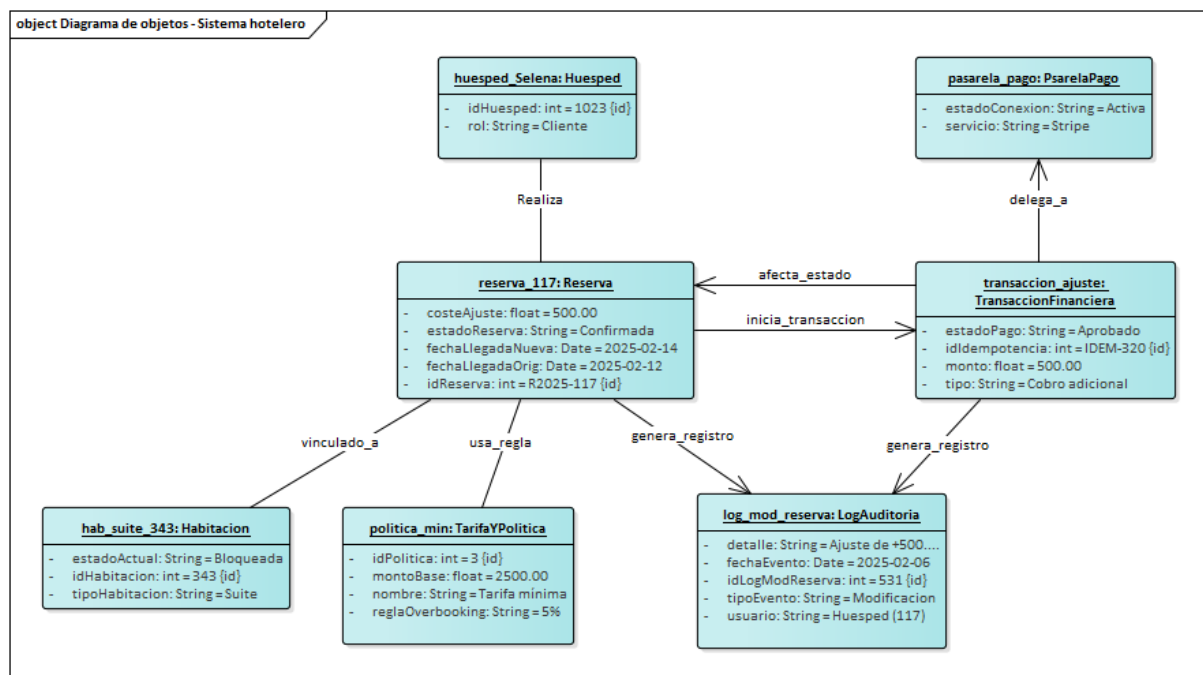 object Diagrama de objetos - Sistema hotelero
huesped_Selena: Huesped
- idHuesped: int = 1023 {id}
- rol: String = Cliente
pasarela_pago: PsarelaPago
- estadoConexion: String = Activa
- servicio: String = Stripe
Realiza
delega_a
reserva_117: Reserva
- costeAjuste: float = 500.00
- estadoReserva: String = Confirmada
- fechaLlegadaNueva: Date = 2025-02-14
- fechaLlegadaOrig: Date = 2025-02-12
- idReserva: int = R2025-117 {id}
afecta_estado
inicia_transaccion
transaccion_ajuste:
TransaccionFinanciera
- estadoPago: String = Aprobado
- idIdempotencia: int = IDEM-320 {id}
- monto: float = 500.00
- tipo: String = Cobro adicional
vinculado_a
usa_regla
genera_registro
genera_registro
hab_suite_343: Habitacion
- estadoActual: String = Bloqueada
- idHabitacion: int = 343 {id}
- tipoHabitacion: String = Suite
politica_min: TarifaYPolitica
- idPolitica: int = 3 {id}
- montoBase: float = 2500.00
- nombre: String = Tarifa mínima
- reglaOverbooking: String = 5%
log_mod_reserva: LogAuditoria
- detalle: String = Ajuste de +500....
- fechaEvento: Date = 2025-02-06
- idLogModReserva: int = 531 {id}
- tipoEvento: String = Modificacion
- usuario: String = Huesped (117)